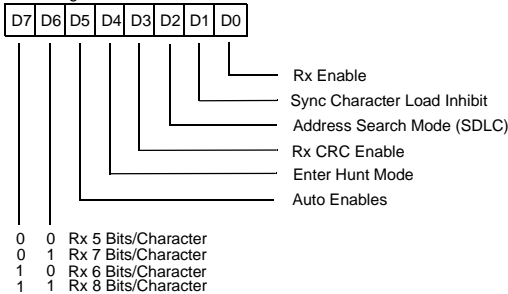 D7 D6 D5 D4 D3 D2 D1 D0
Rx Enable
Sync Character Load Inhibit
Address Search Mode (SDLC)
Rx CRC Enable
Enter Hunt Mode
Auto Enables
0 0 Rx 5 Bits/Character
0 1 Rx 7 Bits/Character
1 0 Rx 6 Bits/Character
1 1 Rx 8 Bits/Character